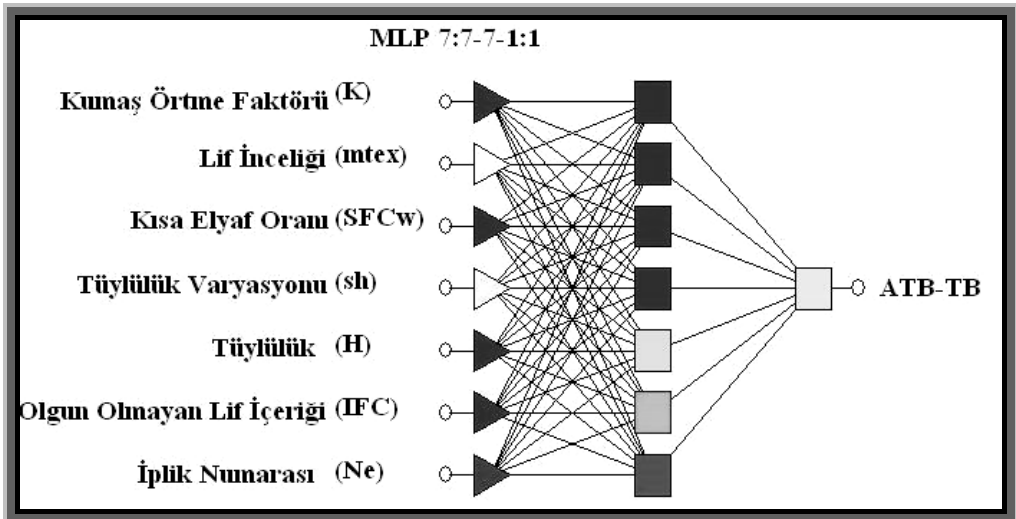 MLP 7:7-7-1:1
Kumaş Örtme Faktörü (K)
Lif İnceliği (mtex)
Kısa Elyaf Oranı (SFCw)
Tüylülük Varyasyonu (sh)
Tüylülük (H)
Olgun Olmayan Lif İçeriği (IFC)
İplik Numarası (Ne)
ATB-TB